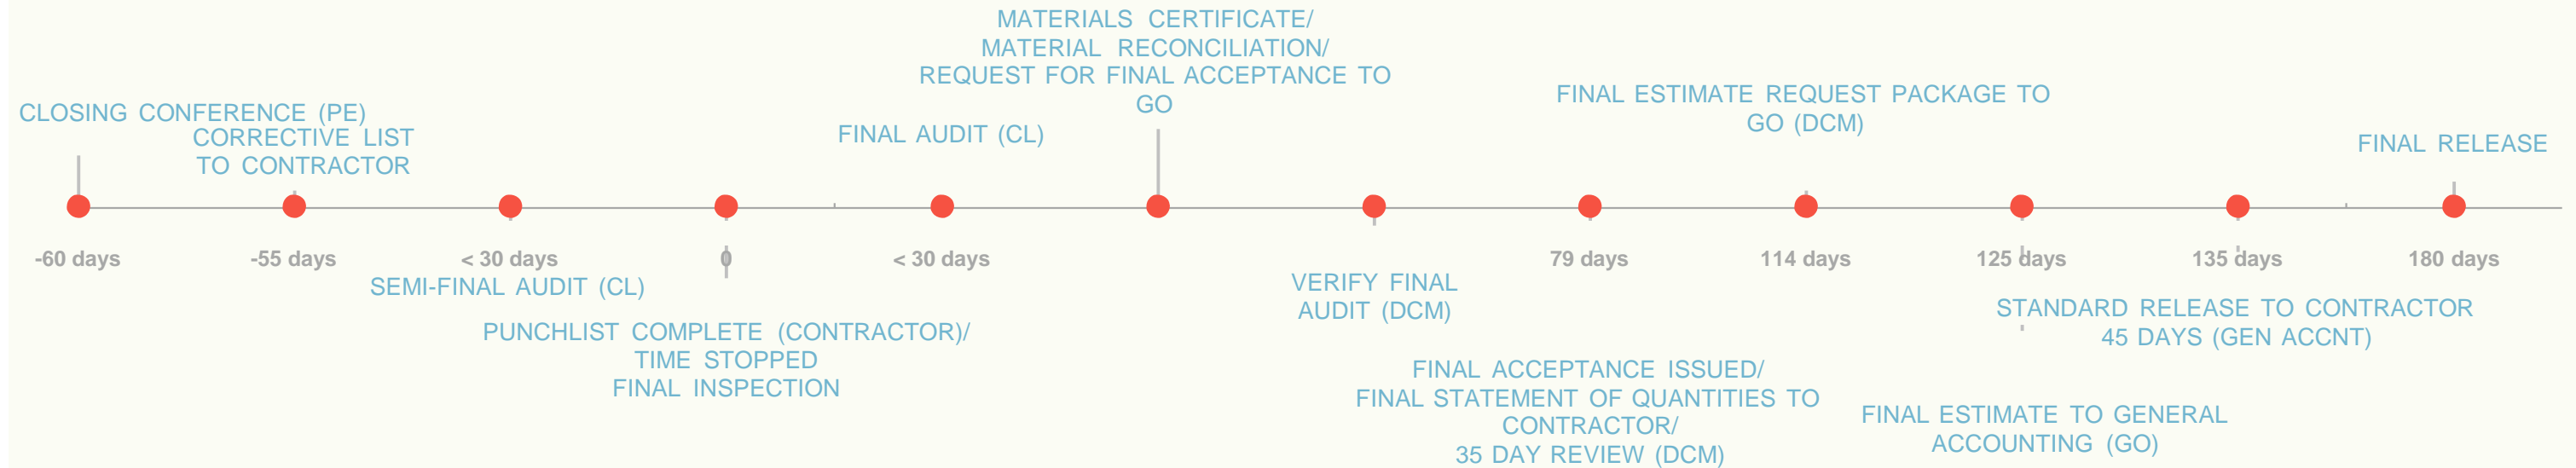 MATERIALS CERTIFICATE/
MATERIAL RECONCILIATION/
REQUEST FOR FINAL ACCEPTANCE TO
GO
CLOSING CONFERENCE (PE)
CORRECTIVE LIST
TO CONTRACTOR
FINAL AUDIT (CL)
FINAL ESTIMATE REQUEST PACKAGE TO
GO (DCM)
FINAL RELEASE
-60 days
-55 days
< 30 days
0
< 30 days
79 days
114 days
125 days
135 days
180 days
SEMI-FINAL AUDIT (CL)
PUNCHLIST COMPLETE (CONTRACTOR)/
TIME STOPPED
FINAL INSPECTION
VERIFY FINAL
AUDIT (DCM)
FINAL ACCEPTANCE ISSUED/
FINAL STATEMENT OF QUANTITIES TO
CONTRACTOR/
35 DAY REVIEW (DCM)
STANDARD RELEASE TO CONTRACTOR
45 DAYS (GEN ACCNT)
FINAL ESTIMATE TO GENERAL
ACCOUNTING (GO)